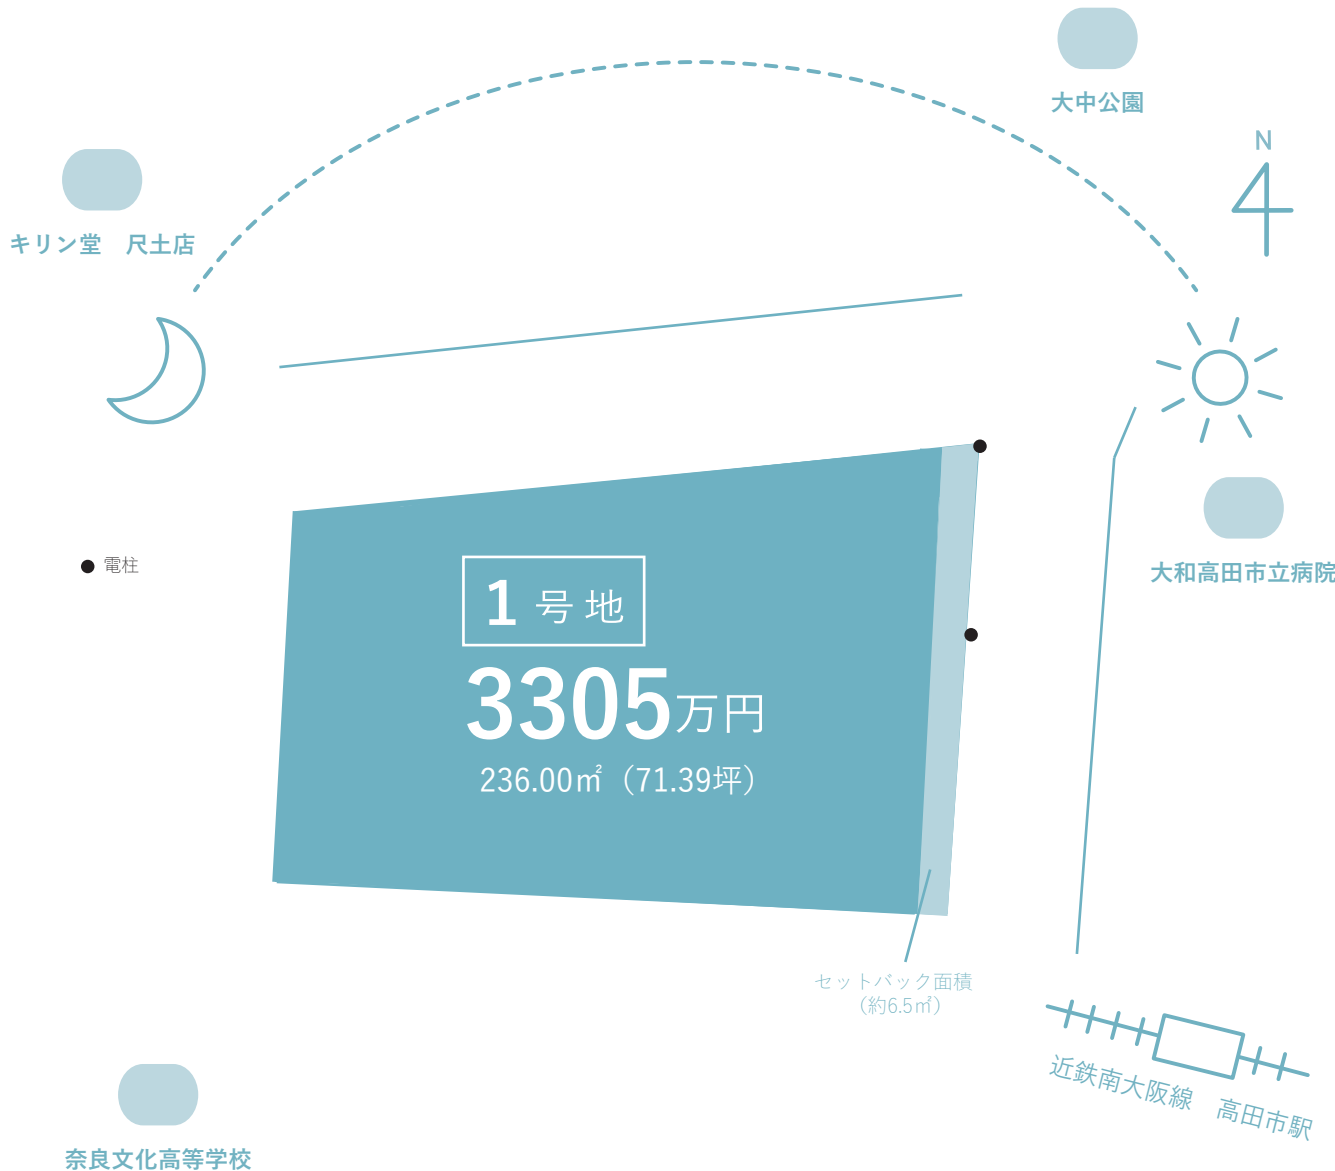 大中公園
N
キリン堂　尺土店
電柱
大和高田市立病院
1号地
3305万円
236.00㎡（71.39坪）
セットバック面積
（約6.5㎡）
近鉄南大阪線　高田市駅
奈良文化高等学校